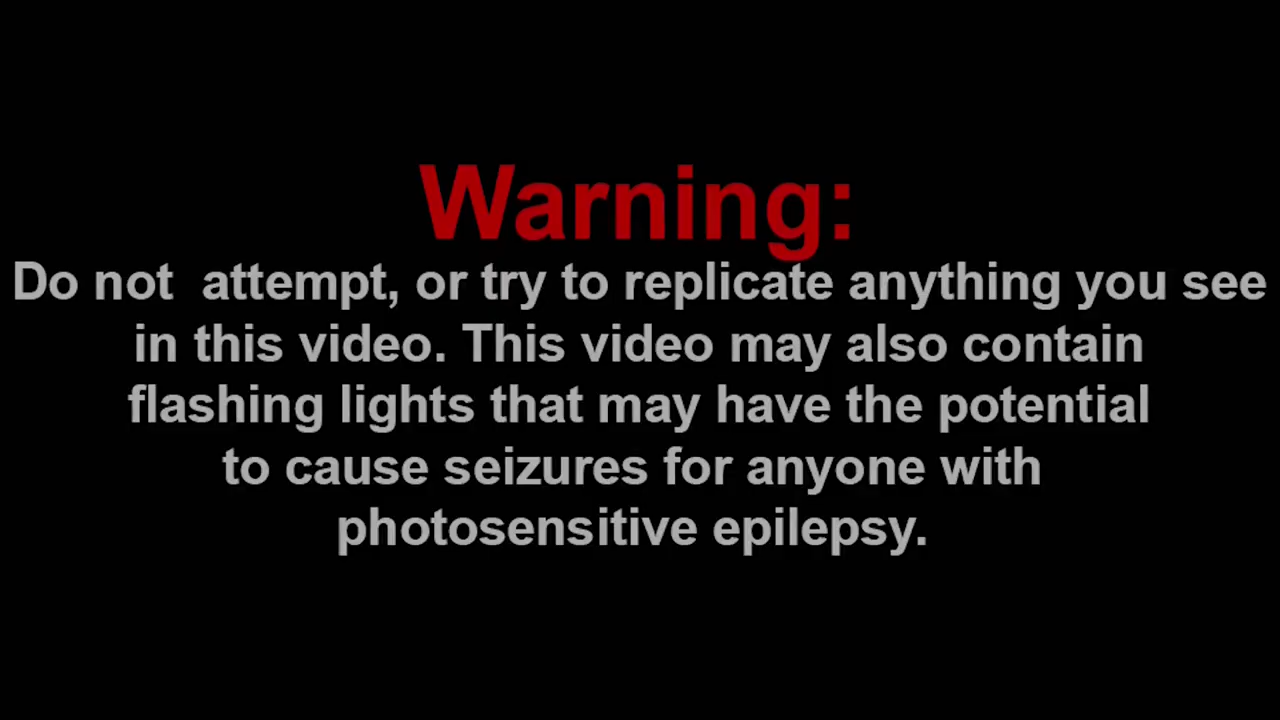 Warning:
Do not  attempt, or try to replicate anything you see
in this video. This video may also contain
flashing lights that may have the potential
to cause seizures for anyone with
photosensitive epilepsy.